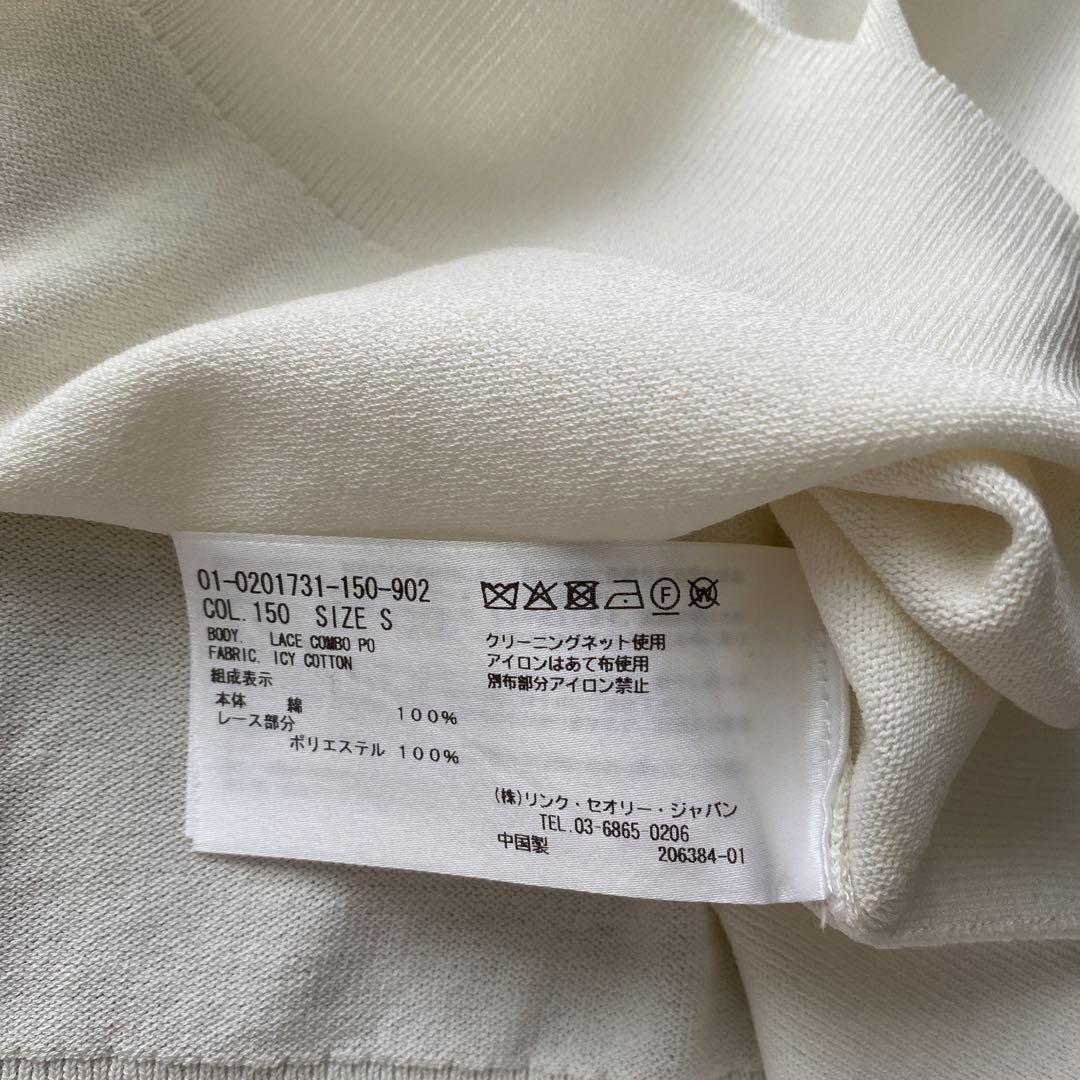 01-0201731-150-902
COL.150 SIZE S
BODY. LACE COMBO PO
FABRIC. ICY COTTON
組成表示
本体 綿 100%
レース部分
ポリエステル 100%
F W
クリーニングネット使用
アイロンはあて布使用
別布部分アイロン禁止
(株)リンク・セオリー・ジャパン
TEL.03-6865 0206
中国製 206384-01